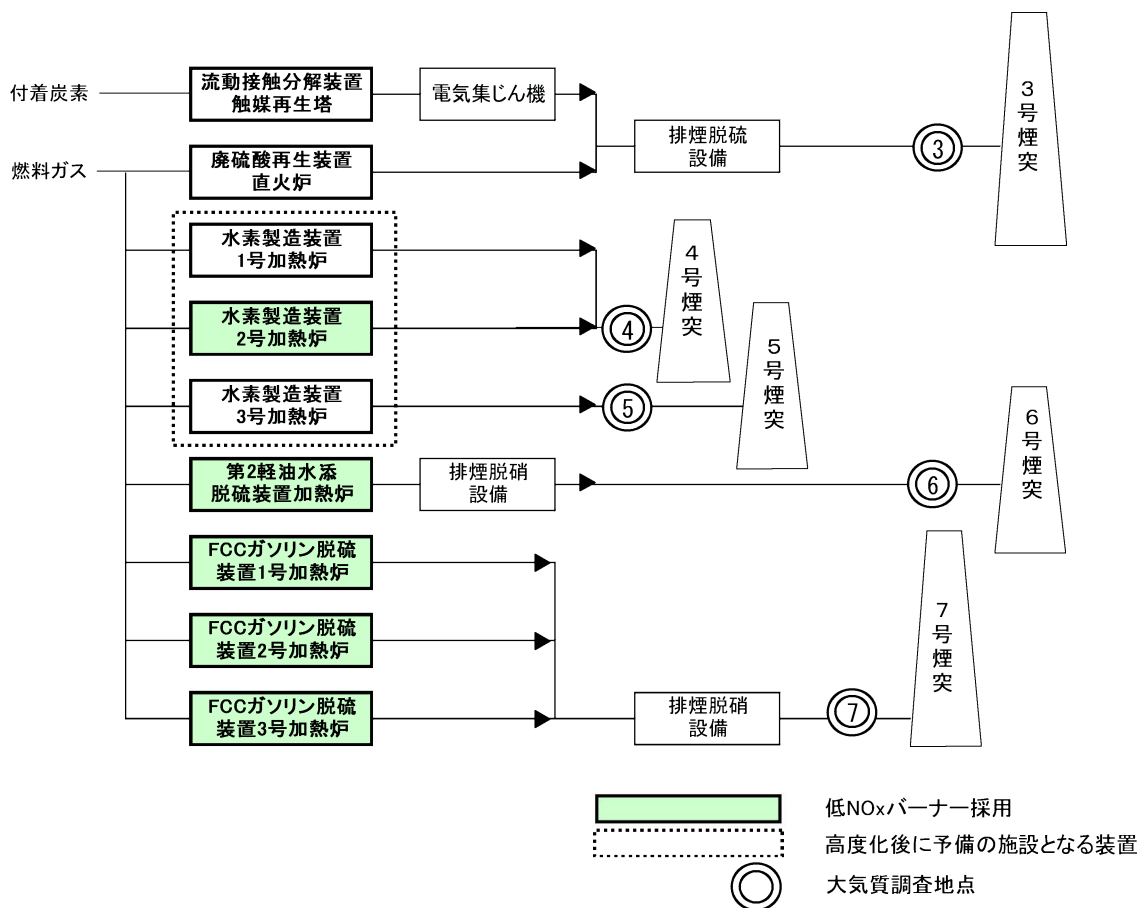 付着炭素
流動接触分解装置
触媒再生塔
電気集じん機
燃料ガス
廃硫酸再生装置
直火炉
排煙脱硫
設備
③
3号煙突
水素製造装置
1号加熱炉
水素製造装置
2号加熱炉
④
4号煙突
水素製造装置
3号加熱炉
⑤
5号煙突
第2軽油水添
脱硫装置加熱炉
排煙脱硝
設備
⑥
6号煙突
FCCガソリン脱硫
装置1号加熱炉
FCCガソリン脱硫
装置2号加熱炉
FCCガソリン脱硫
装置3号加熱炉
排煙脱硝
設備
⑦
7号煙突
低NOxバーナー採用
高度化後に予備の施設となる装置
大気質調査地点